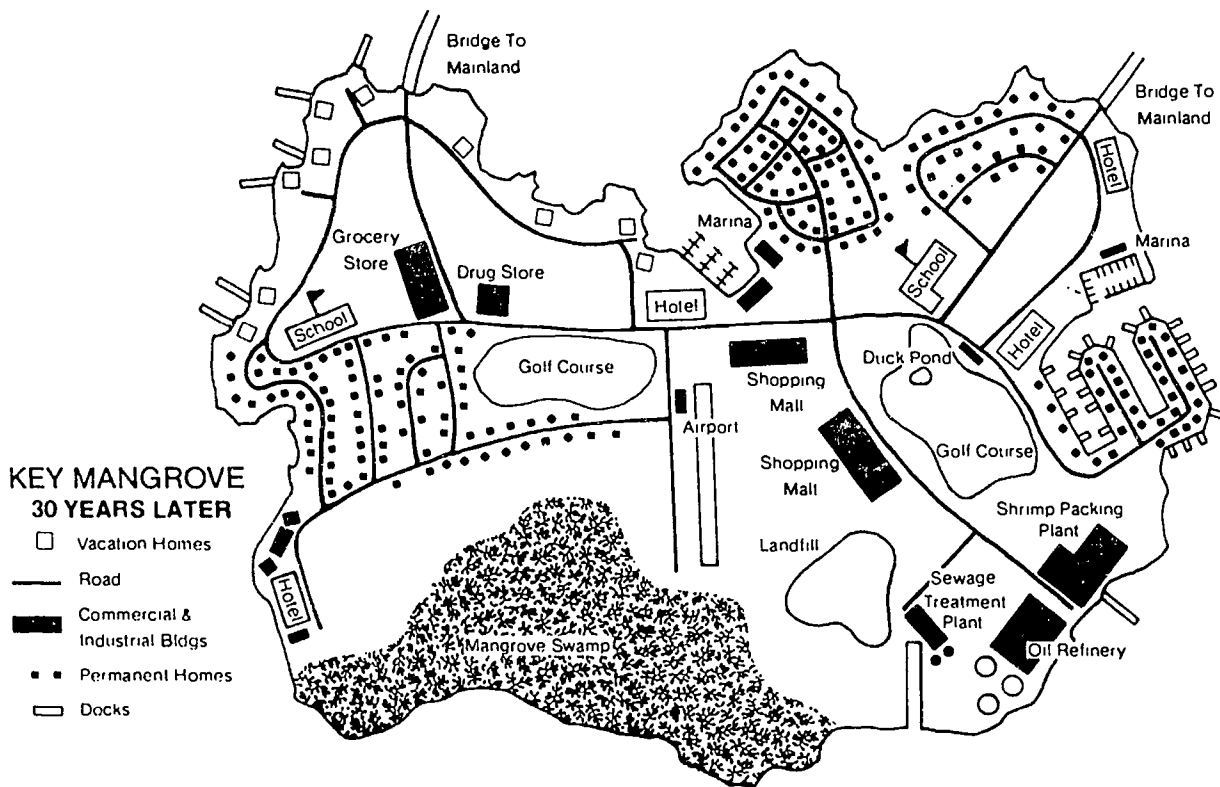 Bridge To
Mainland
Bridge To
Mainland
Hotel
Marina
Marina
Grocery
Store
Drug Store
School
School
Hotel
Hotel
Duck Pond
Golf Course
Shopping
Mall
Airport
Shopping
Mall
Golf Course
KEY MANGROVE
30 YEARS LATER
Vacation Homes
Road
Commercial &
Industrial Bldgs
Permanent Homes
Docks
Shrimp Packing
Plant
Landfill
Sewage
Treatment
Plant
Hotel
Mangrove Swamp
Oil Refinery